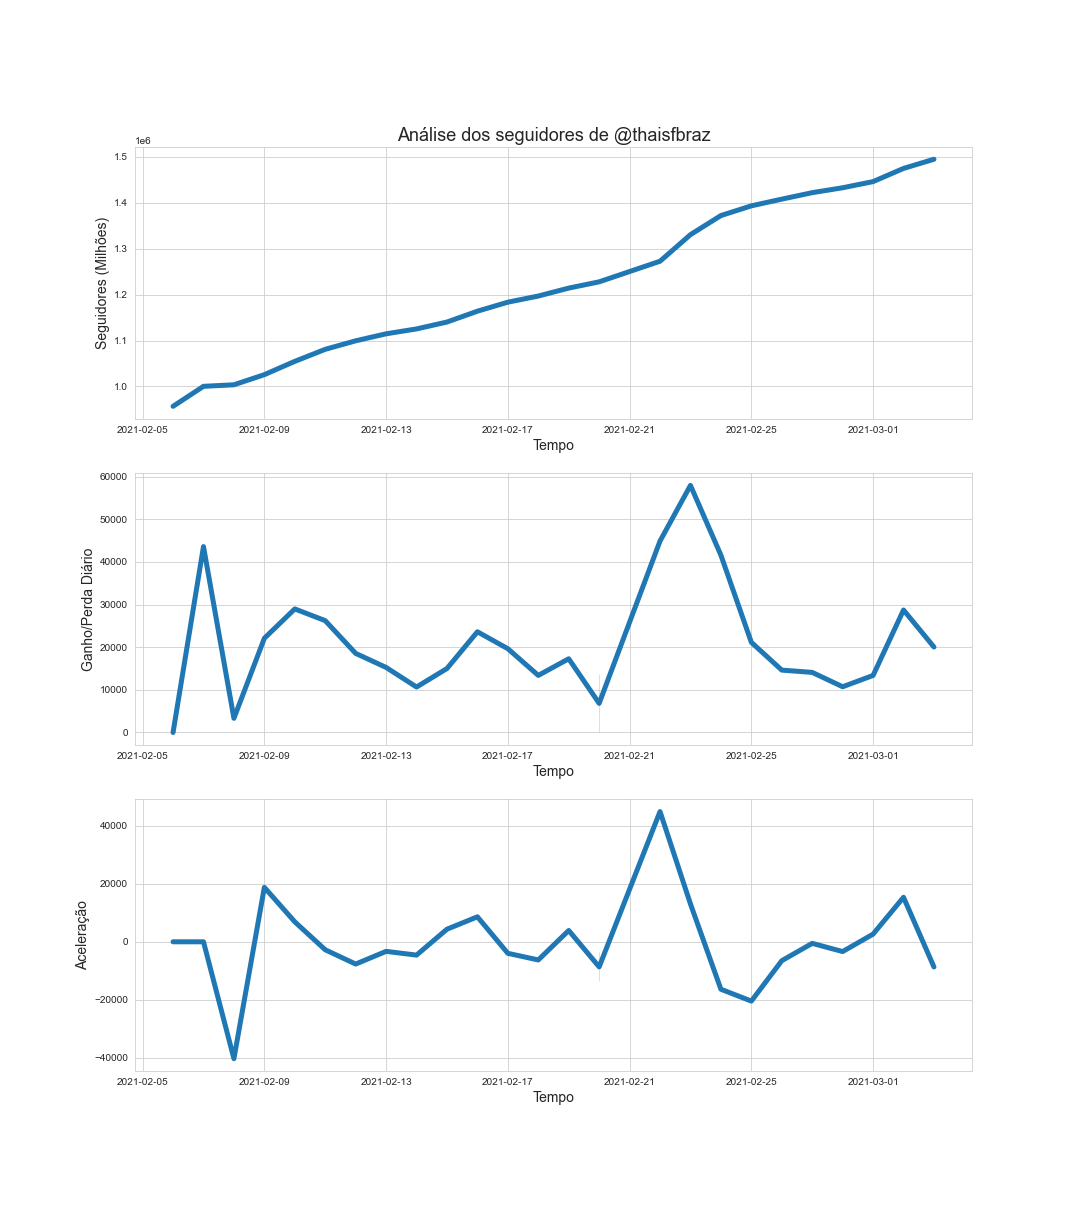 Análise dos seguidores de @thaisfbraz
1e6
1.5
1.4
1.3
1.2
1.1
1.0
Seguidores (Milhões)
2021-02-05 2021-02-09 2021-02-13 2021-02-17 2021-02-21 2021-02-25 2021-03-01
Tempo
60000
50000
40000
30000
20000
10000
0
Ganho/Perda Diário
2021-02-05 2021-02-09 2021-02-13 2021-02-17 2021-02-21 2021-02-25 2021-03-01
Tempo
40000
20000
0
−20000
−40000
Aceleração
2021-02-05 2021-02-09 2021-02-13 2021-02-17 2021-02-21 2021-02-25 2021-03-01
Tempo